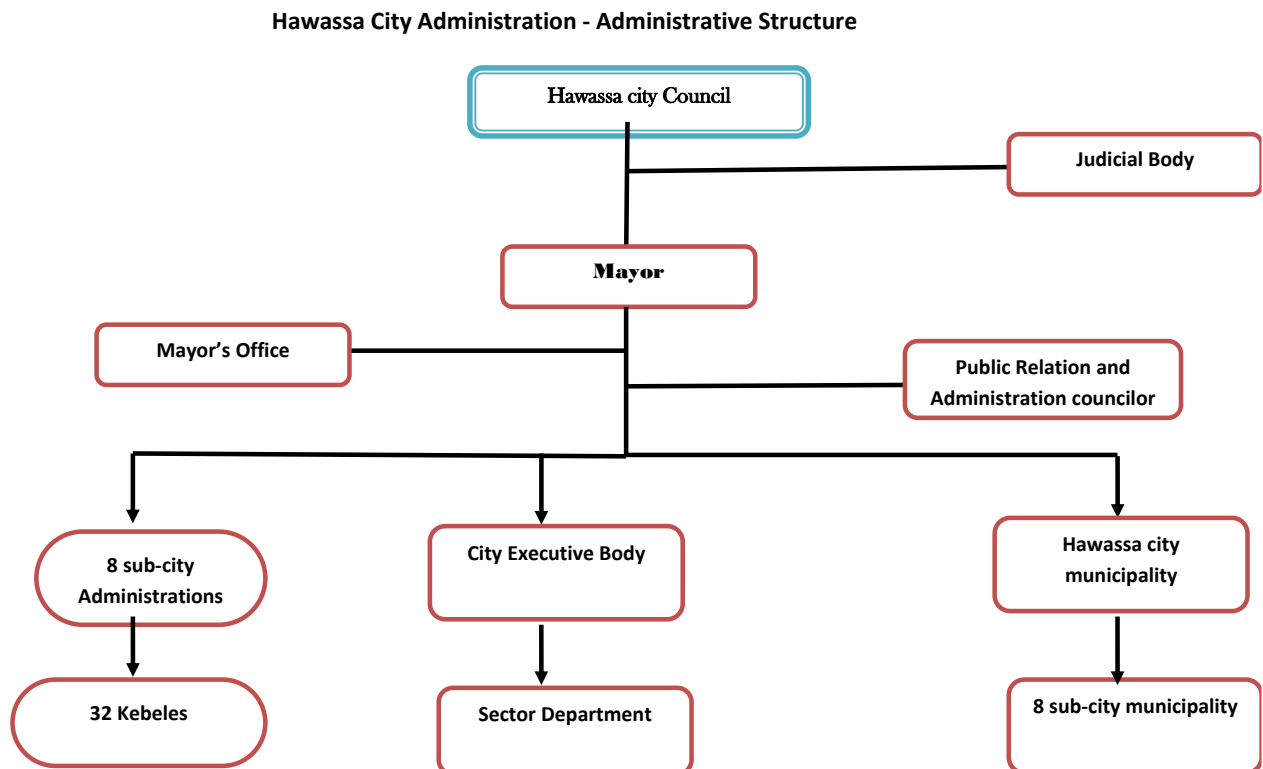 Hawassa City Administration - Administrative Structure
Hawassa city Council
Judicial Body
Mayor
Mayor’s Office
Public Relation and
Administration councilor
8 sub-city
Administrations
City Executive Body
Hawassa city
municipality
32 Kebeles
Sector Department
8 sub-city municipality